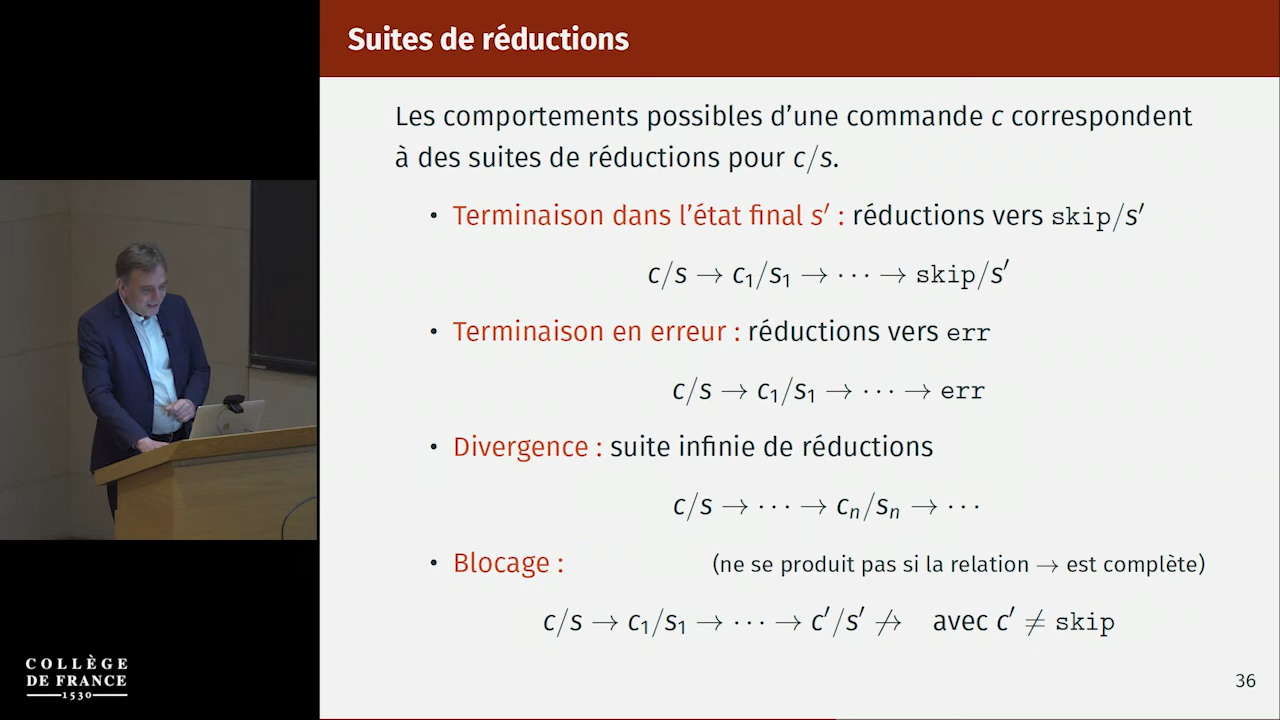 Suites de réductions
Les comportements possibles d’une commande c correspondent
à des suites de réductions pour c/s.
• Terminaison dans l’état final s′ : réductions vers skip/s′
c/s → c₁/s₁ → ⋯ → skip/s′
• Terminaison en erreur : réductions vers err
c/s → c₁/s₁ → ⋯ → err
• Divergence : suite infinie de réductions
c/s → ⋯ → cₙ/sₙ → ⋯
• Blocage : (ne se produit pas si la relation → est complète)
c/s → c₁/s₁ → ⋯ → c′/s′ ↛ avec c′ ≠ skip
COLLÈGE
DE FRANCE
1530
36